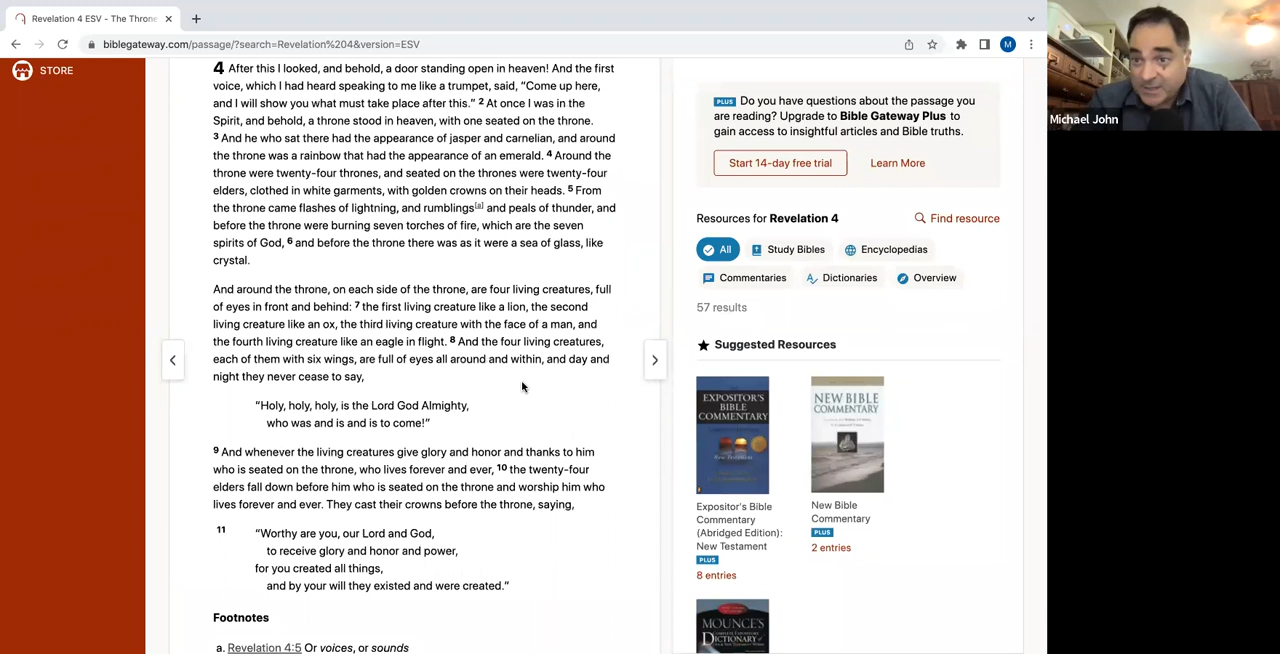 Revelation 4 ESV - The Throne
biblegateway.com/passage/?search=Revelation%204&version=ESV
M
STORE
4 After this I looked, and behold, a door standing open in heaven! And the first
voice, which I had heard speaking to me like a trumpet, said, “Come up here,
and I will show you what must take place after this.” 2 At once I was in the
Spirit, and behold, a throne stood in heaven, with one seated on the throne.
3 And he who sat there had the appearance of jasper and carnelian, and around
the throne was a rainbow that had the appearance of an emerald. 4 Around the
throne were twenty-four thrones, and seated on the thrones were twenty-four
elders, clothed in white garments, with golden crowns on their heads. 5 From
the throne came flashes of lightning, and rumblings[a] and peals of thunder, and
before the throne were burning seven torches of fire, which are the seven
spirits of God, 6 and before the throne there was as it were a sea of glass, like
crystal.
And around the throne, on each side of the throne, are four living creatures, full
of eyes in front and behind: 7 the first living creature like a lion, the second
living creature like an ox, the third living creature with the face of a man, and
the fourth living creature like an eagle in flight. 8 And the four living creatures,
each of them with six wings, are full of eyes all around and within, and day and
night they never cease to say,
“Holy, holy, holy, is the Lord God Almighty,
who was and is and is to come!”
9 And whenever the living creatures give glory and honor and thanks to him
who is seated on the throne, who lives forever and ever, 10 the twenty-four
elders fall down before him who is seated on the throne and worship him who
lives forever and ever. They cast their crowns before the throne, saying,
11 “Worthy are you, our Lord and God,
to receive glory and honor and power,
for you created all things,
and by your will they existed and were created.”
Footnotes
a. Revelation 4:5 Or voices, or sounds
PLUS Do you have questions about the passage you
are reading? Upgrade to Bible Gateway Plus to
gain access to insightful articles and Bible truths.
Start 14-day free trial
Learn More
Resources for Revelation 4
Find resource
All
Study Bibles
Encyclopedias
Commentaries
Dictionaries
Overview
57 results
Suggested Resources
EXPOSITOR'S
BIBLE
COMMENTARY
New Testament
Expositor's Bible
Commentary
(Abridged Edition):
New Testament
PLUS
8 entries
NEW BIBLE
COMMENTARY
New Bible
Commentary
PLUS
2 entries
MOUNCE'S
DICTIONARY
Michael John